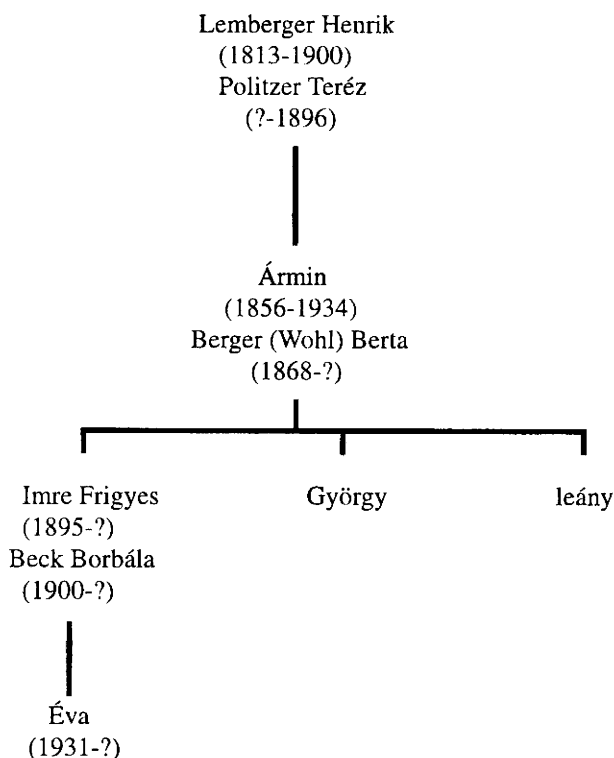 Lemberger Henrik
(1813-1900)
Politzer Teréz
(?-1896)
Ármin
(1856-1934)
Berger (Wohl) Berta
(1868-?)
Imre Frigyes
(1895-?)
Beck Borbála
(1900-?)
György
leány
Éva
(1931-?)